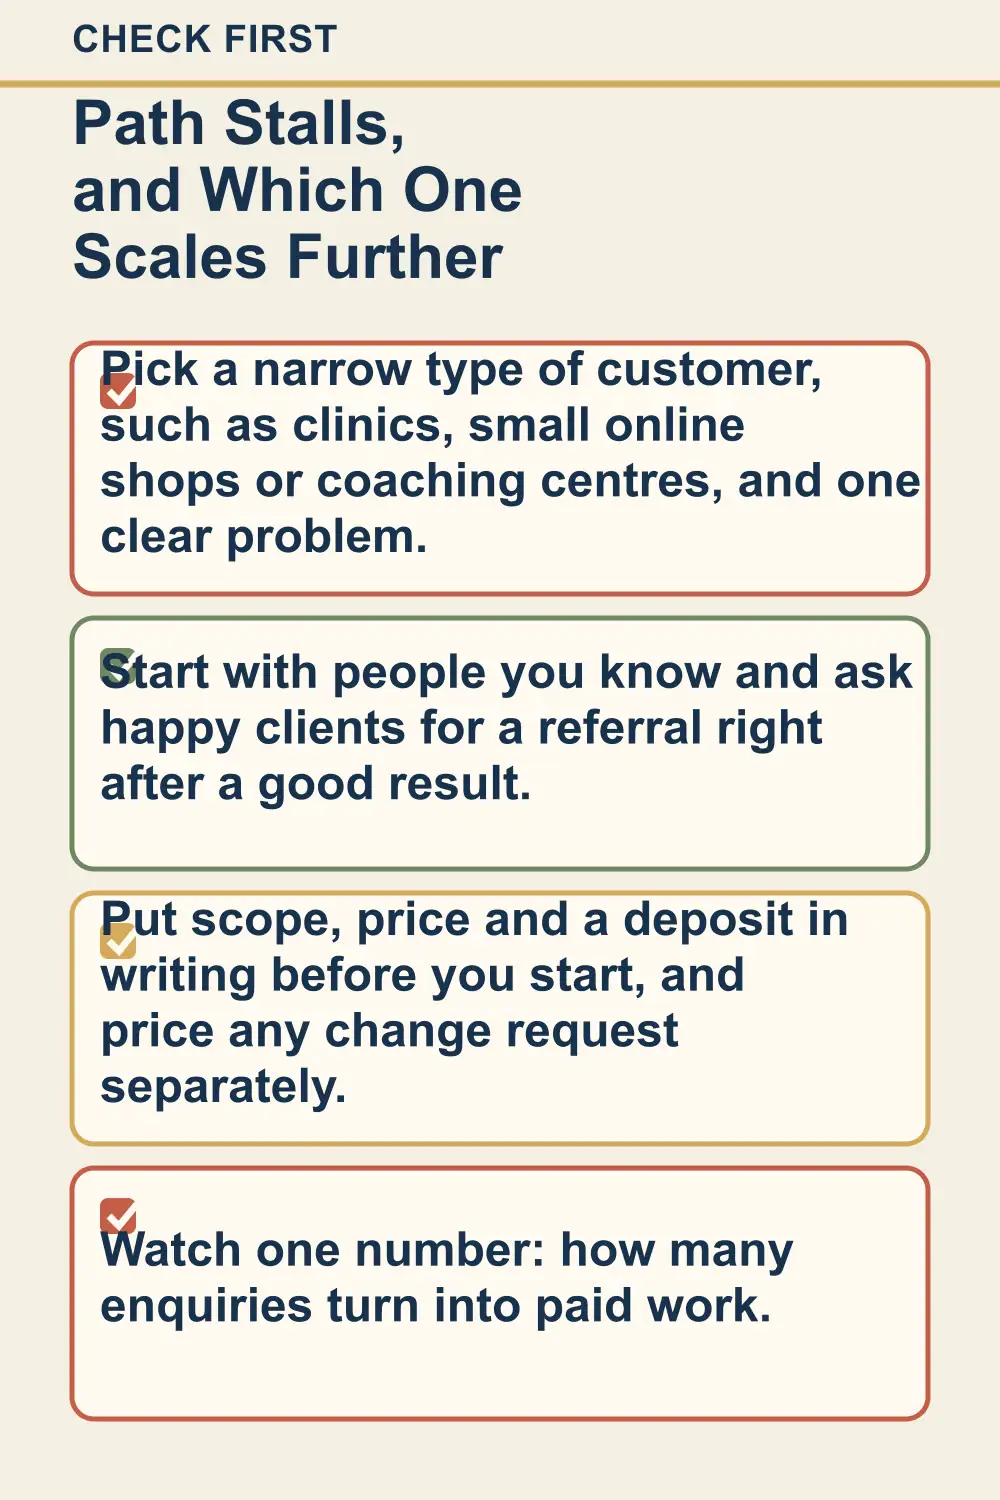 CHECK FIRST
Path Stalls,
and Which One
Scales Further
Pick a narrow type of customer,
such as clinics, small online
shops or coaching centres, and one
clear problem.
Start with people you know and ask
happy clients for a referral right
after a good result.
Put scope, price and a deposit in
writing before you start, and
price any change request
separately.
Watch one number: how many
enquiries turn into paid work.